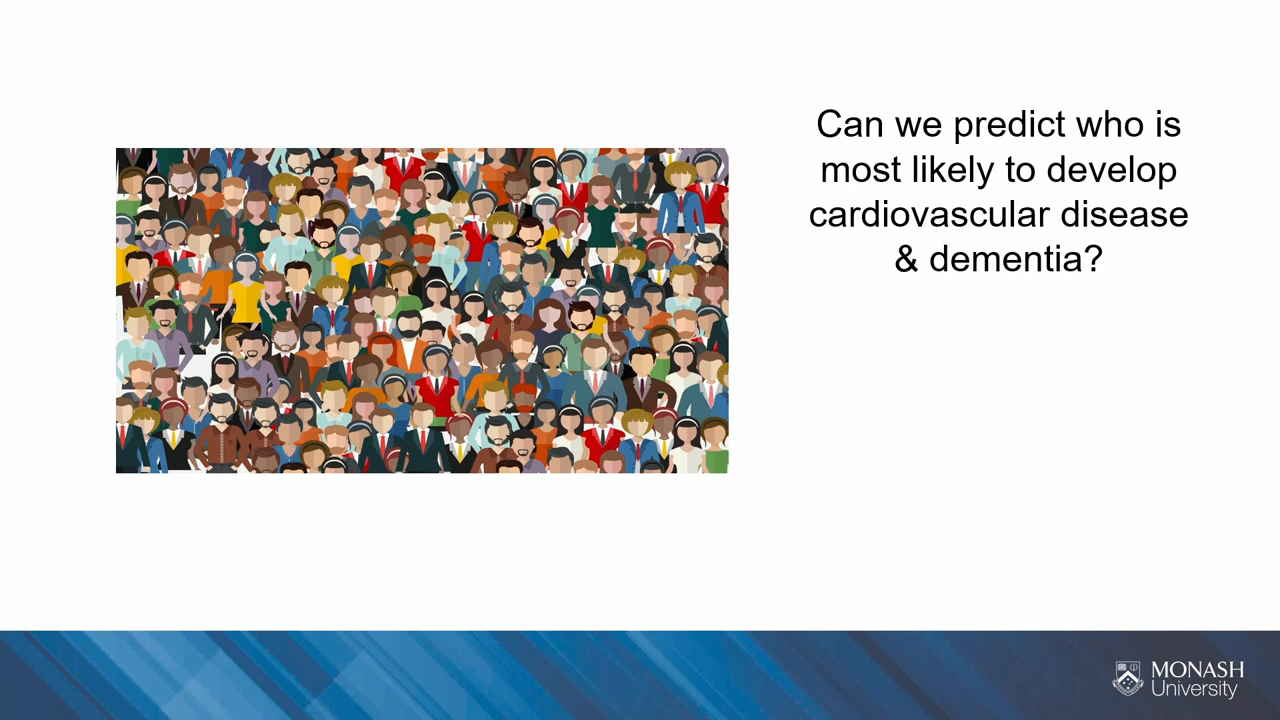 Can we predict who is
most likely to develop
cardiovascular disease
& dementia?
MONASH
University